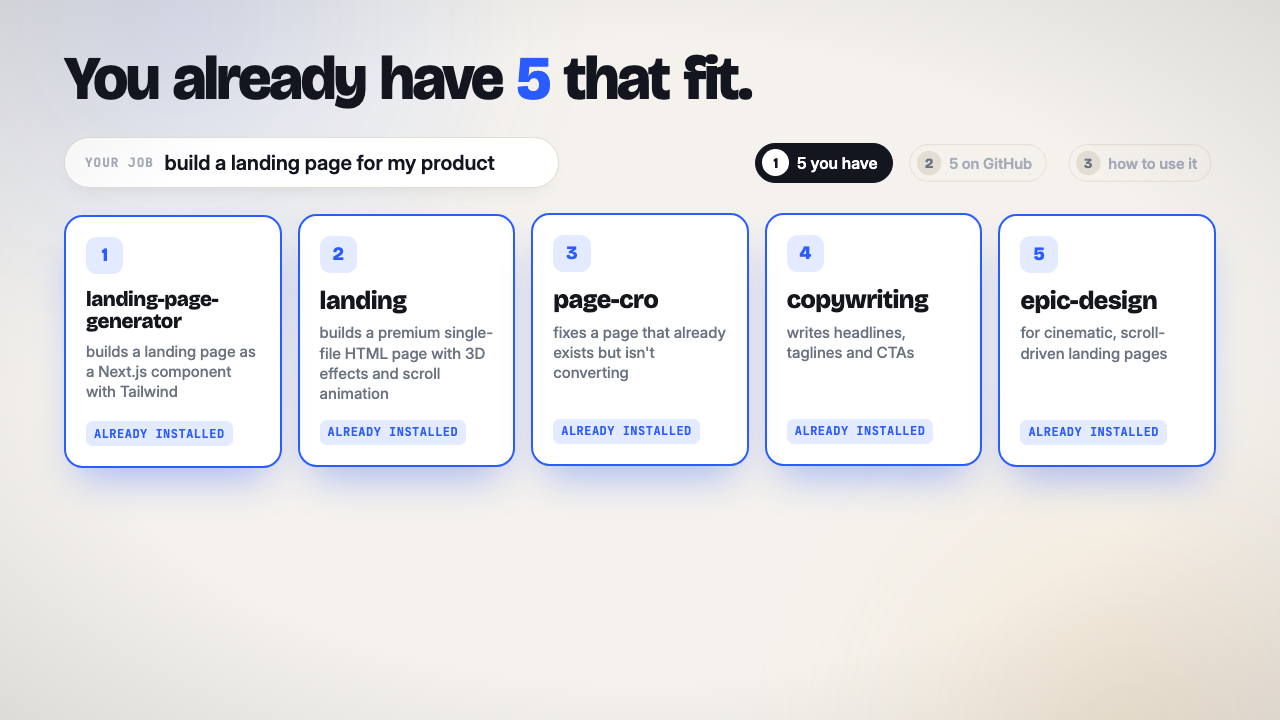 You already have 5 that fit.
YOUR JOB build a landing page for my product
1 5 you have
2 5 on GitHub
3 how to use it
1
landing-page-
generator
builds a landing page as
a Next.js component
with Tailwind
ALREADY INSTALLED
2
landing
builds a premium single-
file HTML page with 3D
effects and scroll
animation
ALREADY INSTALLED
3
page-cro
fixes a page that already
exists but isn't
converting
ALREADY INSTALLED
4
copywriting
writes headlines,
taglines and CTAs
ALREADY INSTALLED
5
epic-design
for cinematic, scroll-
driven landing pages
ALREADY INSTALLED